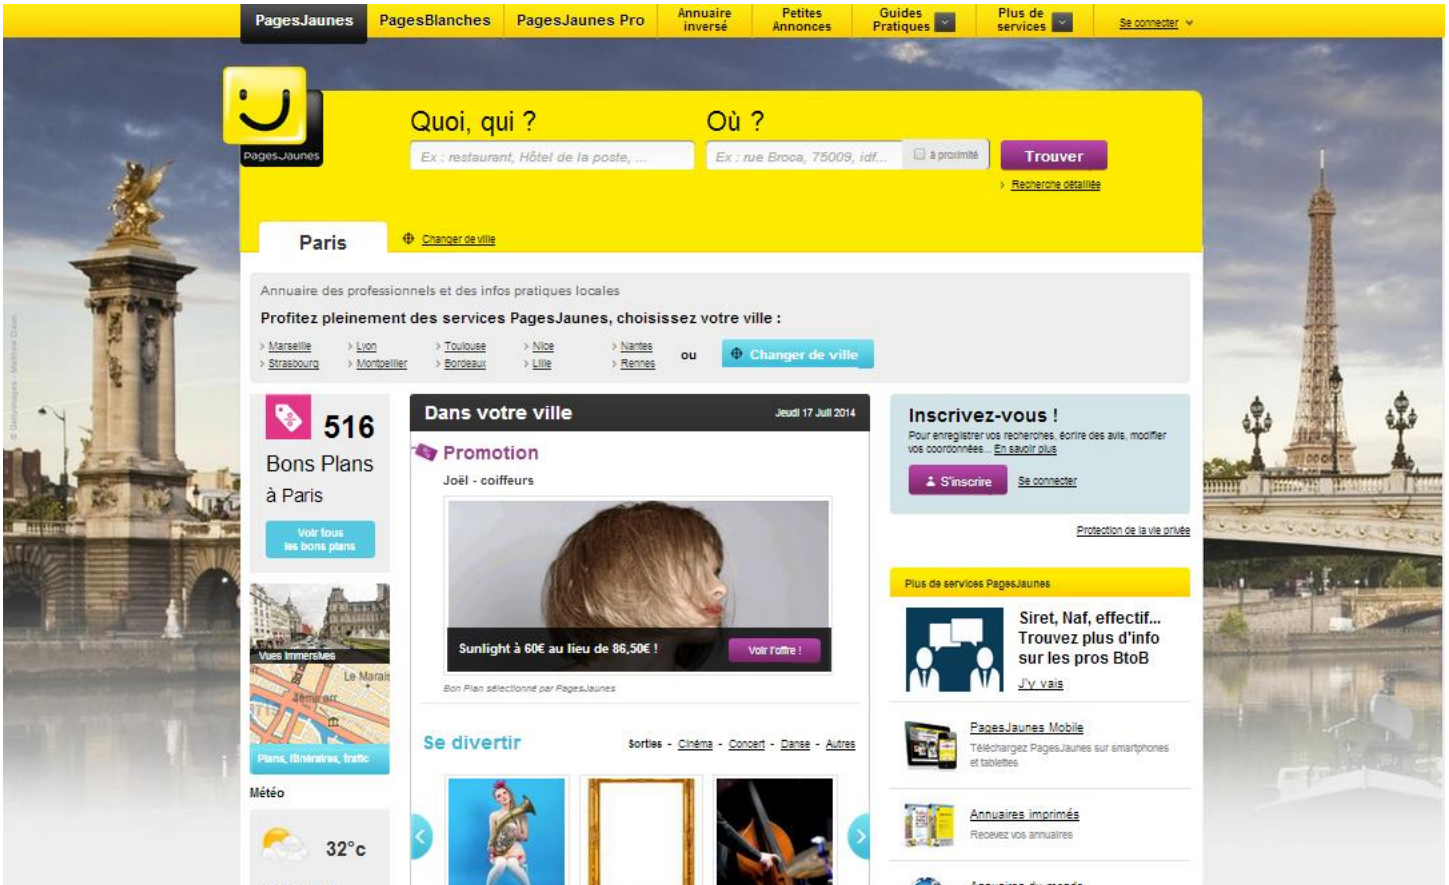 PagesJaunes
PagesBlanches
PagesJaunes Pro
Annuaire
inversé
Petites
Annonces
Guides
Pratiques
Plus de
services
Se connecter
PagesJaunes
Quoi, qui ?
Où ?
Ex : restaurant, Hôtel de la poste, ...
Ex : rue Broca, 75009, idf...
à proximité
Trouver
Recherche détaillée
Paris
Changer de ville
Annuaire des professionnels et des infos pratiques locales
Profitez pleinement des services PagesJaunes, choisissez votre ville :
> Marseille > Lyon > Toulouse > Nice > Nantes
> Strasbourg > Montpellier > Bordeaux > Lille > Rennes
ou
Changer de ville
516
Bons Plans
à Paris
Voir tous
les bons plans
Vues Immersives
Le Marais
4ème arr.
Plans, Itinéraires, trafic
Météo
32°c
Dans votre ville
Jeudi 17 Juil 2014
Promotion
Joël - coiffeurs
Sunlight à 60€ au lieu de 86,50€ !
Voir l'offre !
Bon Plan sélectionné par PagesJaunes
Se divertir
Sorties - Cinéma - Concert - Danse - Autres
Inscrivez-vous !
Pour enregistrer vos recherches, écrire des avis, modifier
vos coordonnées... En savoir plus
S'inscrire
Se connecter
Protection de la vie privée
Plus de services PagesJaunes
Siret, Naf, effectif...
Trouvez plus d'info
sur les pros BtoB
J'y vais
PagesJaunes Mobile
Téléchargez PagesJaunes sur smartphones
et tablettes
Annuaires imprimés
Recevez vos annuaires
Annuaires du monde